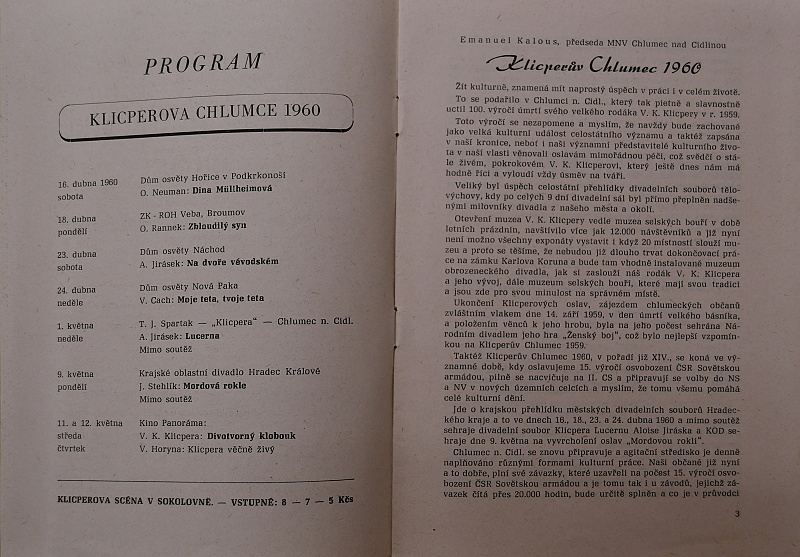 PROGRAM
KLICPEROVA CHLUMCE 1960
16. dubna 1960 Dům osvěty Hořice v Podkrkonoší
sobota O. Neuman: Dina Müllheimová
18. dubna ZK - ROH Veba, Broumov
pondělí O. Rannek: Zbloudilý syn
23. dubna Dům osvěty Náchod
sobota A. Jirásek: Na dvoře vévodském
24. dubna Dům osvěty Nová Paka
neděle V. Cach: Moje teta, tvoje teta
1. května T. J. Spartak — „Klicpera“ — Chlumec n. Cidl.
neděle A. Jirásek: Lucerna
Mimo soutěž
9. května Krajské oblastní divadlo Hradec Králové
pondělí J. Stehlík: Mordová rokle
Mimo soutěž
11. a 12. května Kino Panoráma:
středa V. K. Klicpera: Divotvorný klobouk
čtvrtek V. Horyna: Klicpera věčně živý
KLICPEROVA SCÉNA V SOKOLOVNĚ. — VSTUPNÉ: 8 — 7 — 5 Kčs
Emanuel Kalous, předseda MNV Chlumec nad Cidlinou
Klicperův Chlumec 1960
Žít kulturně, znamená mít naprostý úspěch v práci i v celém životě.
To se podařilo v Chlumci n. Cidl., který tak pietně a slavnostně
uctil 100. výročí úmrtí svého velkého rodáka V. K. Klicpery v r. 1959.
Toto výročí se nezapomene a myslím, že navždy bude zachované
jako velká kulturní událost celostátního významu a taktéž zapsána
v naší kronice, neboť i naši významní představitelé kulturního živo-
ta v naší vlasti věnovali oslavám mimořádnou péči, což svědčí o stá-
le živém, pokrokovém V. K. Klicperovi, který ještě dnes nám má
hodně říci a vyloudí vždy úsměv na tváři.
Veliký byl úspěch celostátní přehlídky divadelních souborů tělo-
výchovy, kdy po celých 9 dní divadelní sál byl přímo přeplněn nadše-
nými milovníky divadla z našeho města a okolí.
Otevření muzea V. K. Klicpery vedle muzea selských bouří v době
letních prázdnin, navštívilo více jak 12.000 návštěvníků a již nyní
není možno všechny exponáty vystavit i když 20 místností slouží mu-
zeu a proto se těšíme, že nebudou již dlouho trvat dokončovací prá-
ce na zámku Karlova Koruna a bude tam vhodně instalované muzeum
obrozeneckého divadla, jak si zaslouží náš rodák V. K. Klicpera
a jeho vývoj, dále muzeum selských bouří, které mají svou tradici
a jsou zde pro svou minulost na správném místě.
Ukončení Klicperových oslav, zájezdem chlumeckých občanů
zvláštním vlakem dne 14. září 1959, v den úmrtí velkého básníka,
a položením věnců k jeho hrobu, byla na jeho počest sehrána Ná-
rodním divadlem jeho hra „Ženský boj“, což bylo nejlepší vzpomín-
kou na Klicperův Chlumec 1959.
Taktéž Klicperův Chlumec 1960, v pořadí již XIV., se koná ve vý-
znamné době, kdy oslavujeme 15. výročí osvobození ČSR Sovětskou
armádou, pilně se nacvičuje na II. CS a připravují se volby do NS
a NV v nových územních celcích a myslím, že tomu všemu pomáhá
celé kulturní dění.
Jde o krajskou přehlídku městských divadelních souborů Hradec-
kého kraje a to ve dnech 16., 18., 23. a 24. dubna 1960 a mimo soutěž
sehraje divadelní soubor Klicpera Lucernu Aloise Jiráska a KOD se-
hraje dne 9. května na vyvrcholení oslav „Mordovou rokli“.
Chlumec n. Cidl. se znovu připravuje a agitační středisko je denně
naplňováno různými formami kulturní práce. Naši občané již nyní
a to dobře, plní své závazky, které uzavřeli na počest 15. výročí osvo-
bození ČSR Sovětskou armádou a je tomu tak i u závodů, jejichž zá-
vazek čítá přes 20.000 hodin, bude určitě splněn a co je v průvodci
3